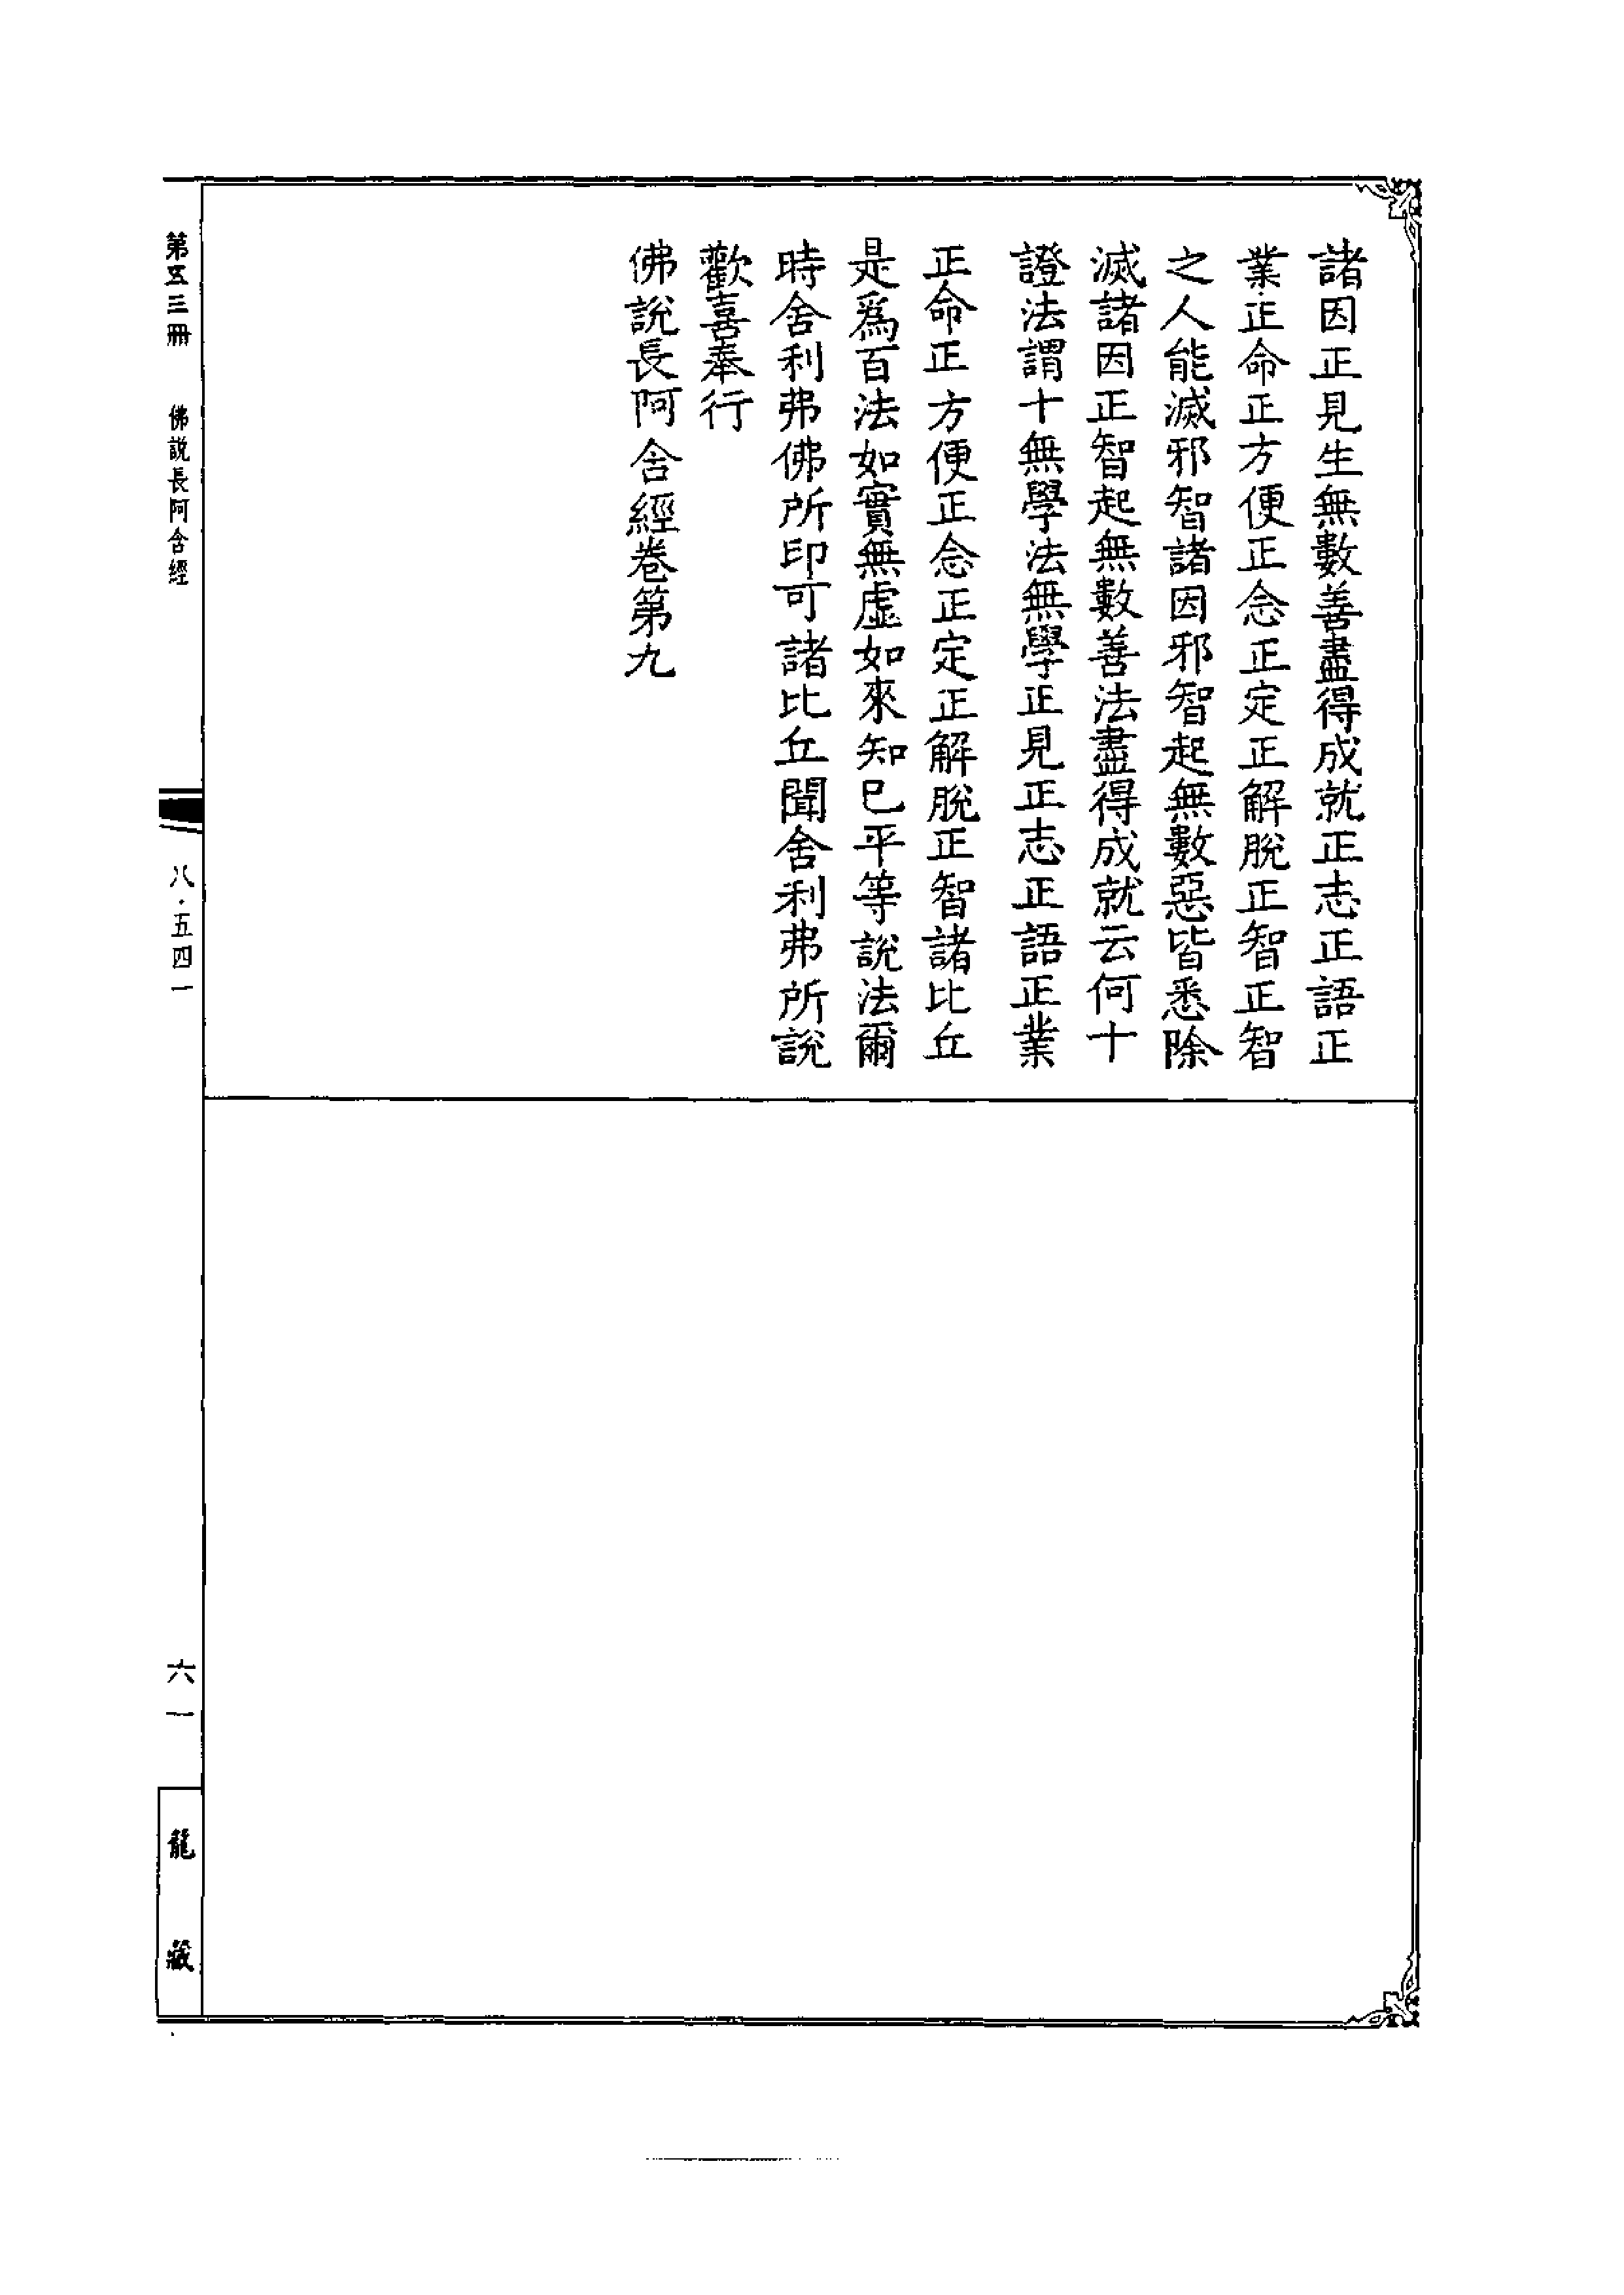 諸因正見生無數善盡得成就正志正語正
業正命正方便正念正定正解脫正智正智
之人能滅邪智諸因邪智起無數惡皆悉除
滅諸因正智起無數善法盡得成就云何十
證法謂十無學法無學正見正志正語正業
正命正方便正念正定正解脫正智諸比丘
是爲百法如實無虛如來知已平等說法爾
時舍利弗佛所印可諸比丘聞舍利弗所說
歡喜奉行
佛說長阿含經卷第九
第五三冊 佛說長阿含經
八·五四一
六一
龍藏